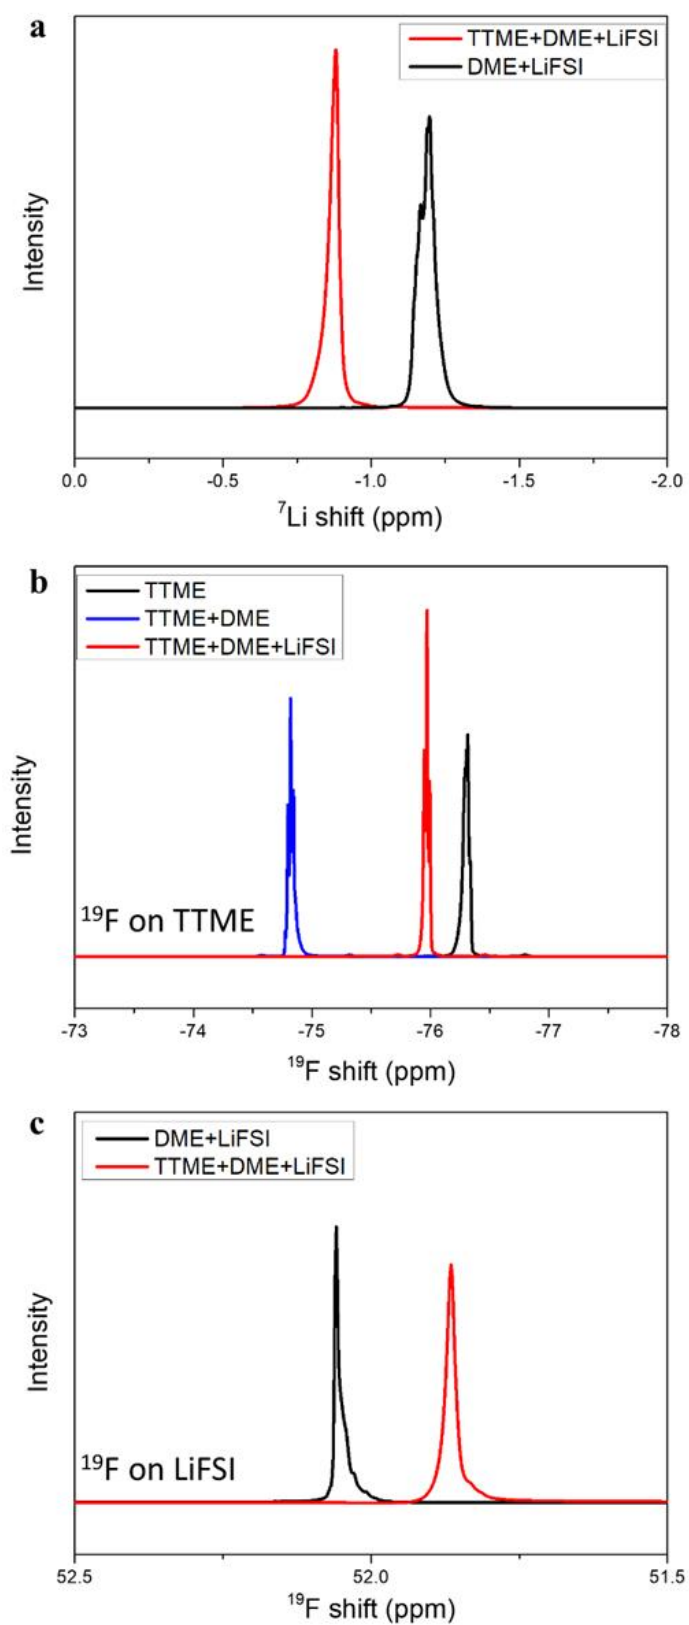 a
TTME+DME+LiFSI
DME+LiFSI
Intensity
0.0 -0.5 -1.0 -1.5 -2.0
⁷Li shift (ppm)
b
TTME
TTME+DME
TTME+DME+LiFSI
Intensity
¹⁹F on TTME
-73 -74 -75 -76 -77 -78
¹⁹F shift (ppm)
c
DME+LiFSI
TTME+DME+LiFSI
Intensity
¹⁹F on LiFSI
52.5 52.0 51.5
¹⁹F shift (ppm)